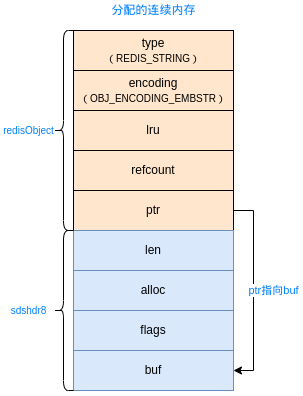 分配的连续内存
type
( REDIS_STRING )
encoding
( OBJ_ENCODING_EMBSTR )
lru
redisObject
refcount
ptr
len
alloc
ptr指向buf
sdshdr8
flags
buf